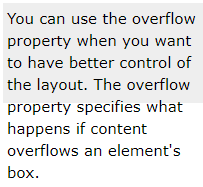 You can use the overflow
property when you want
to have better control of
the layout. The overflow
property specifies what
happens if content
overflows an element's
box.